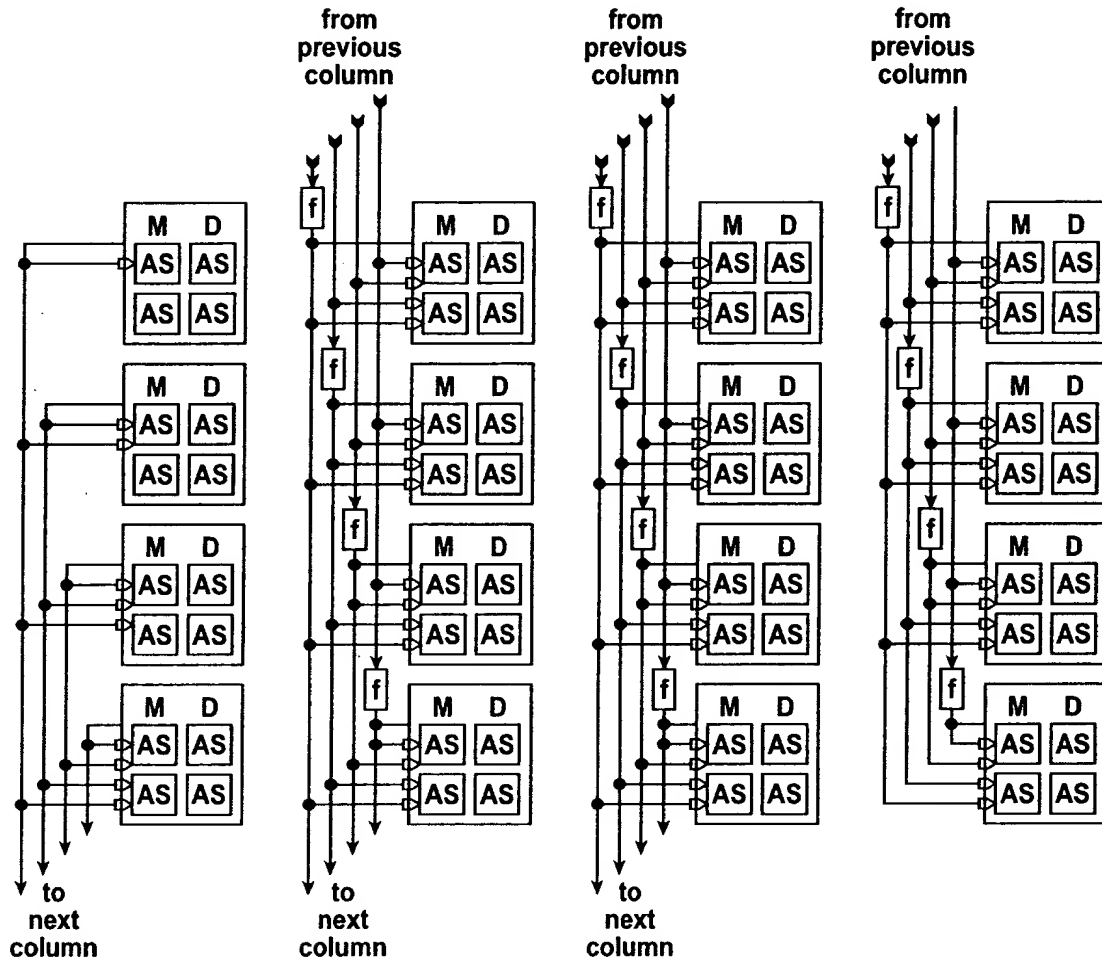 from
previous
column
from
previous
column
from
previous
column
f
f
f
M D
M D
M D
M D
AS AS
AS AS
AS AS
AS AS
AS AS
AS AS
AS AS
AS AS
f
f
f
M D
M D
M D
M D
AS AS
AS AS
AS AS
AS AS
AS AS
AS AS
AS AS
AS AS
f
f
f
M D
M D
M D
M D
AS AS
AS AS
AS AS
AS AS
AS AS
AS AS
AS AS
AS AS
f
f
f
M D
M D
M D
M D
AS AS
AS AS
AS AS
AS AS
AS AS
AS AS
AS AS
AS AS
to
next
column
to
next
column
to
next
column